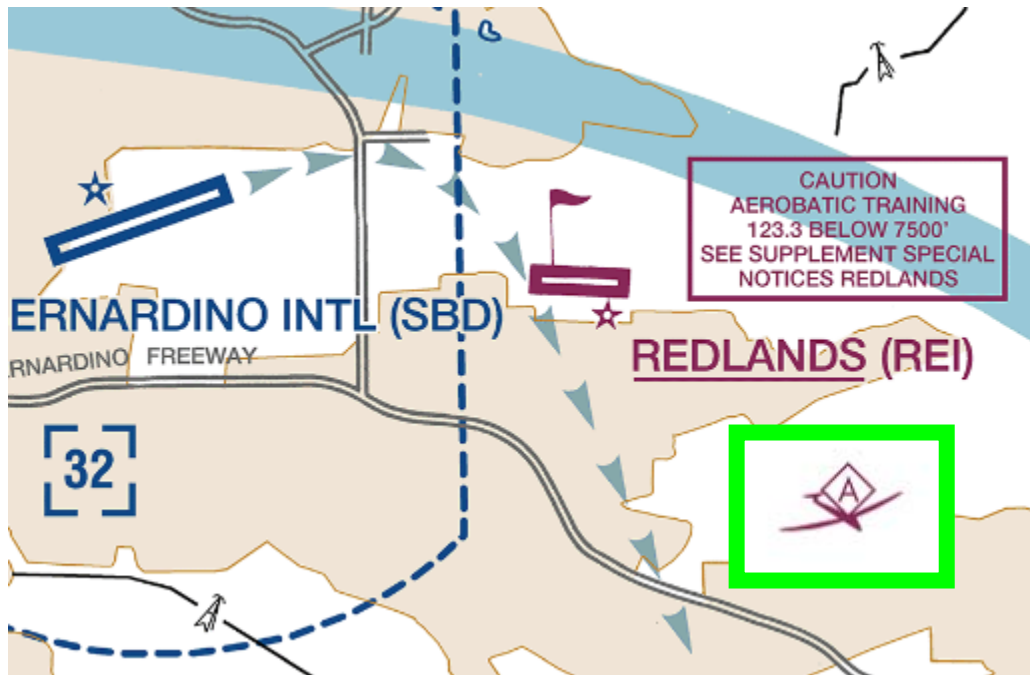 CAUTION
AEROBATIC TRAINING
123.3 BELOW 7500'
SEE SUPPLEMENT SPECIAL
NOTICES REDLANDS
ERNARDINO INTL (SBD)
RNARDINO FREEWAY
REDLANDS (REI)
32
A